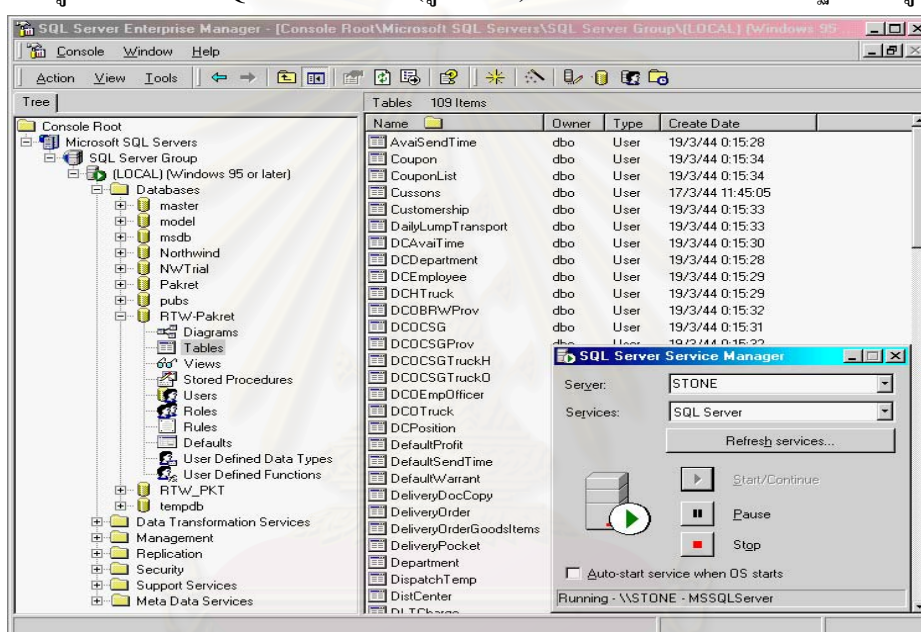 SQL Server Enterprise Manager - [Console Root\Microsoft SQL Servers\SQL Server Group\(LOCAL) (Windows 95
Console Window Help
Action View Tools
Tree
Tables 109 Items
Console Root
Microsoft SQL Servers
SQL Server Group
(LOCAL) (Windows 95 or later)
Databases
master
model
msdb
Northwind
NWTrial
Pakret
pubs
RTW-Pakret
Diagrams
Tables
Views
Stored Procedures
Users
Roles
Rules
Defaults
User Defined Data Types
User Defined Functions
RTW_PKT
tempdb
Data Transformation Services
Management
Replication
Security
Support Services
Meta Data Services
Name Owner Type Create Date
AvaiSendTime dbo User 19/3/44 0:15:28
Coupon dbo User 19/3/44 0:15:34
CouponList dbo User 19/3/44 0:15:34
Cussons dbo User 17/3/44 11:45:05
Customership dbo User 19/3/44 0:15:33
DailyLumpTransport dbo User 19/3/44 0:15:33
DCAvaiTime dbo User 19/3/44 0:15:30
DCDepartment dbo User 19/3/44 0:15:28
DCEmployee dbo User 19/3/44 0:15:29
DCHTruck dbo User 19/3/44 0:15:29
DCOBRWProv dbo User 19/3/44 0:15:32
DCOCSG dbo User 19/3/44 0:15:31
DCOCSGProv dbo User 19/3/44 0:15:32
DCOCSGTruckH
DCOCSGTruckO
DCOEmpOfficer
DCOTruck
DCPosition
DefaultProfit
DefaultSendTime
DefaultWarrant
DeliveryDocCopy
DeliveryOrder
DeliveryOrderGoodsItems
DeliveryPocket
Department
DispatchTemp
DistCenter
DLTCharge
SQL Server Service Manager
Server: STONE
Services: SQL Server
Refresh services...
Start/Continue
Pause
Stop
Auto-start service when OS starts
Running - \\STONE - MSSQLServer